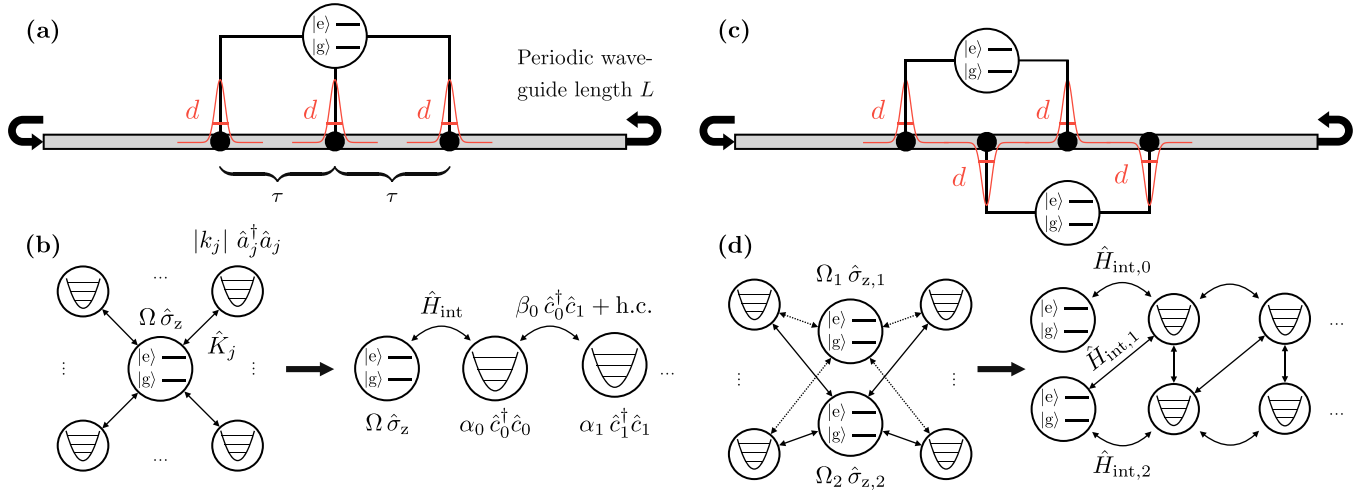 (a)
|e⟩
|g⟩
Periodic wave-
guide length L
d d d
τ τ
(b)
|k_j| â_j†â_j
...
Ω σ̂_z
K̂_j
|e⟩
|g⟩
⋮ ⋮
...
Ĥ_int
β_0 ĉ_0†ĉ_1 + h.c.
|e⟩
|g⟩
...
Ω σ̂_z
α_0 ĉ_0†ĉ_0
α_1 ĉ_1†ĉ_1
(c)
|e⟩
|g⟩
d d
d d
|e⟩
|g⟩
(d)
Ω_1 σ̂_z,1
|e⟩
|g⟩
⋮ ⋮
|e⟩
|g⟩
Ω_2 σ̂_z,2
Ĥ_int,0
|e⟩
|g⟩
...
Ĥ_int,1
|e⟩
|g⟩
...
Ĥ_int,2